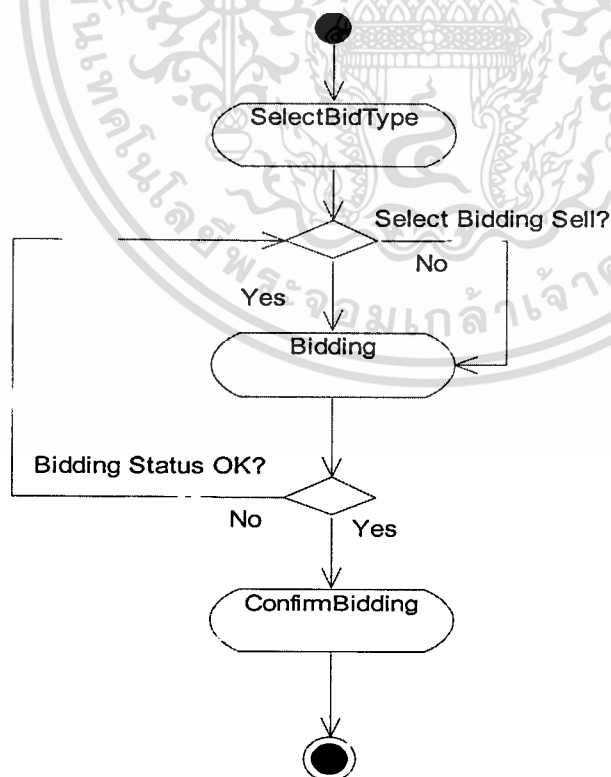 SelectBidType
Select Bidding Sell?
No
Yes
Bidding
Bidding Status OK?
No
Yes
ConfirmBidding